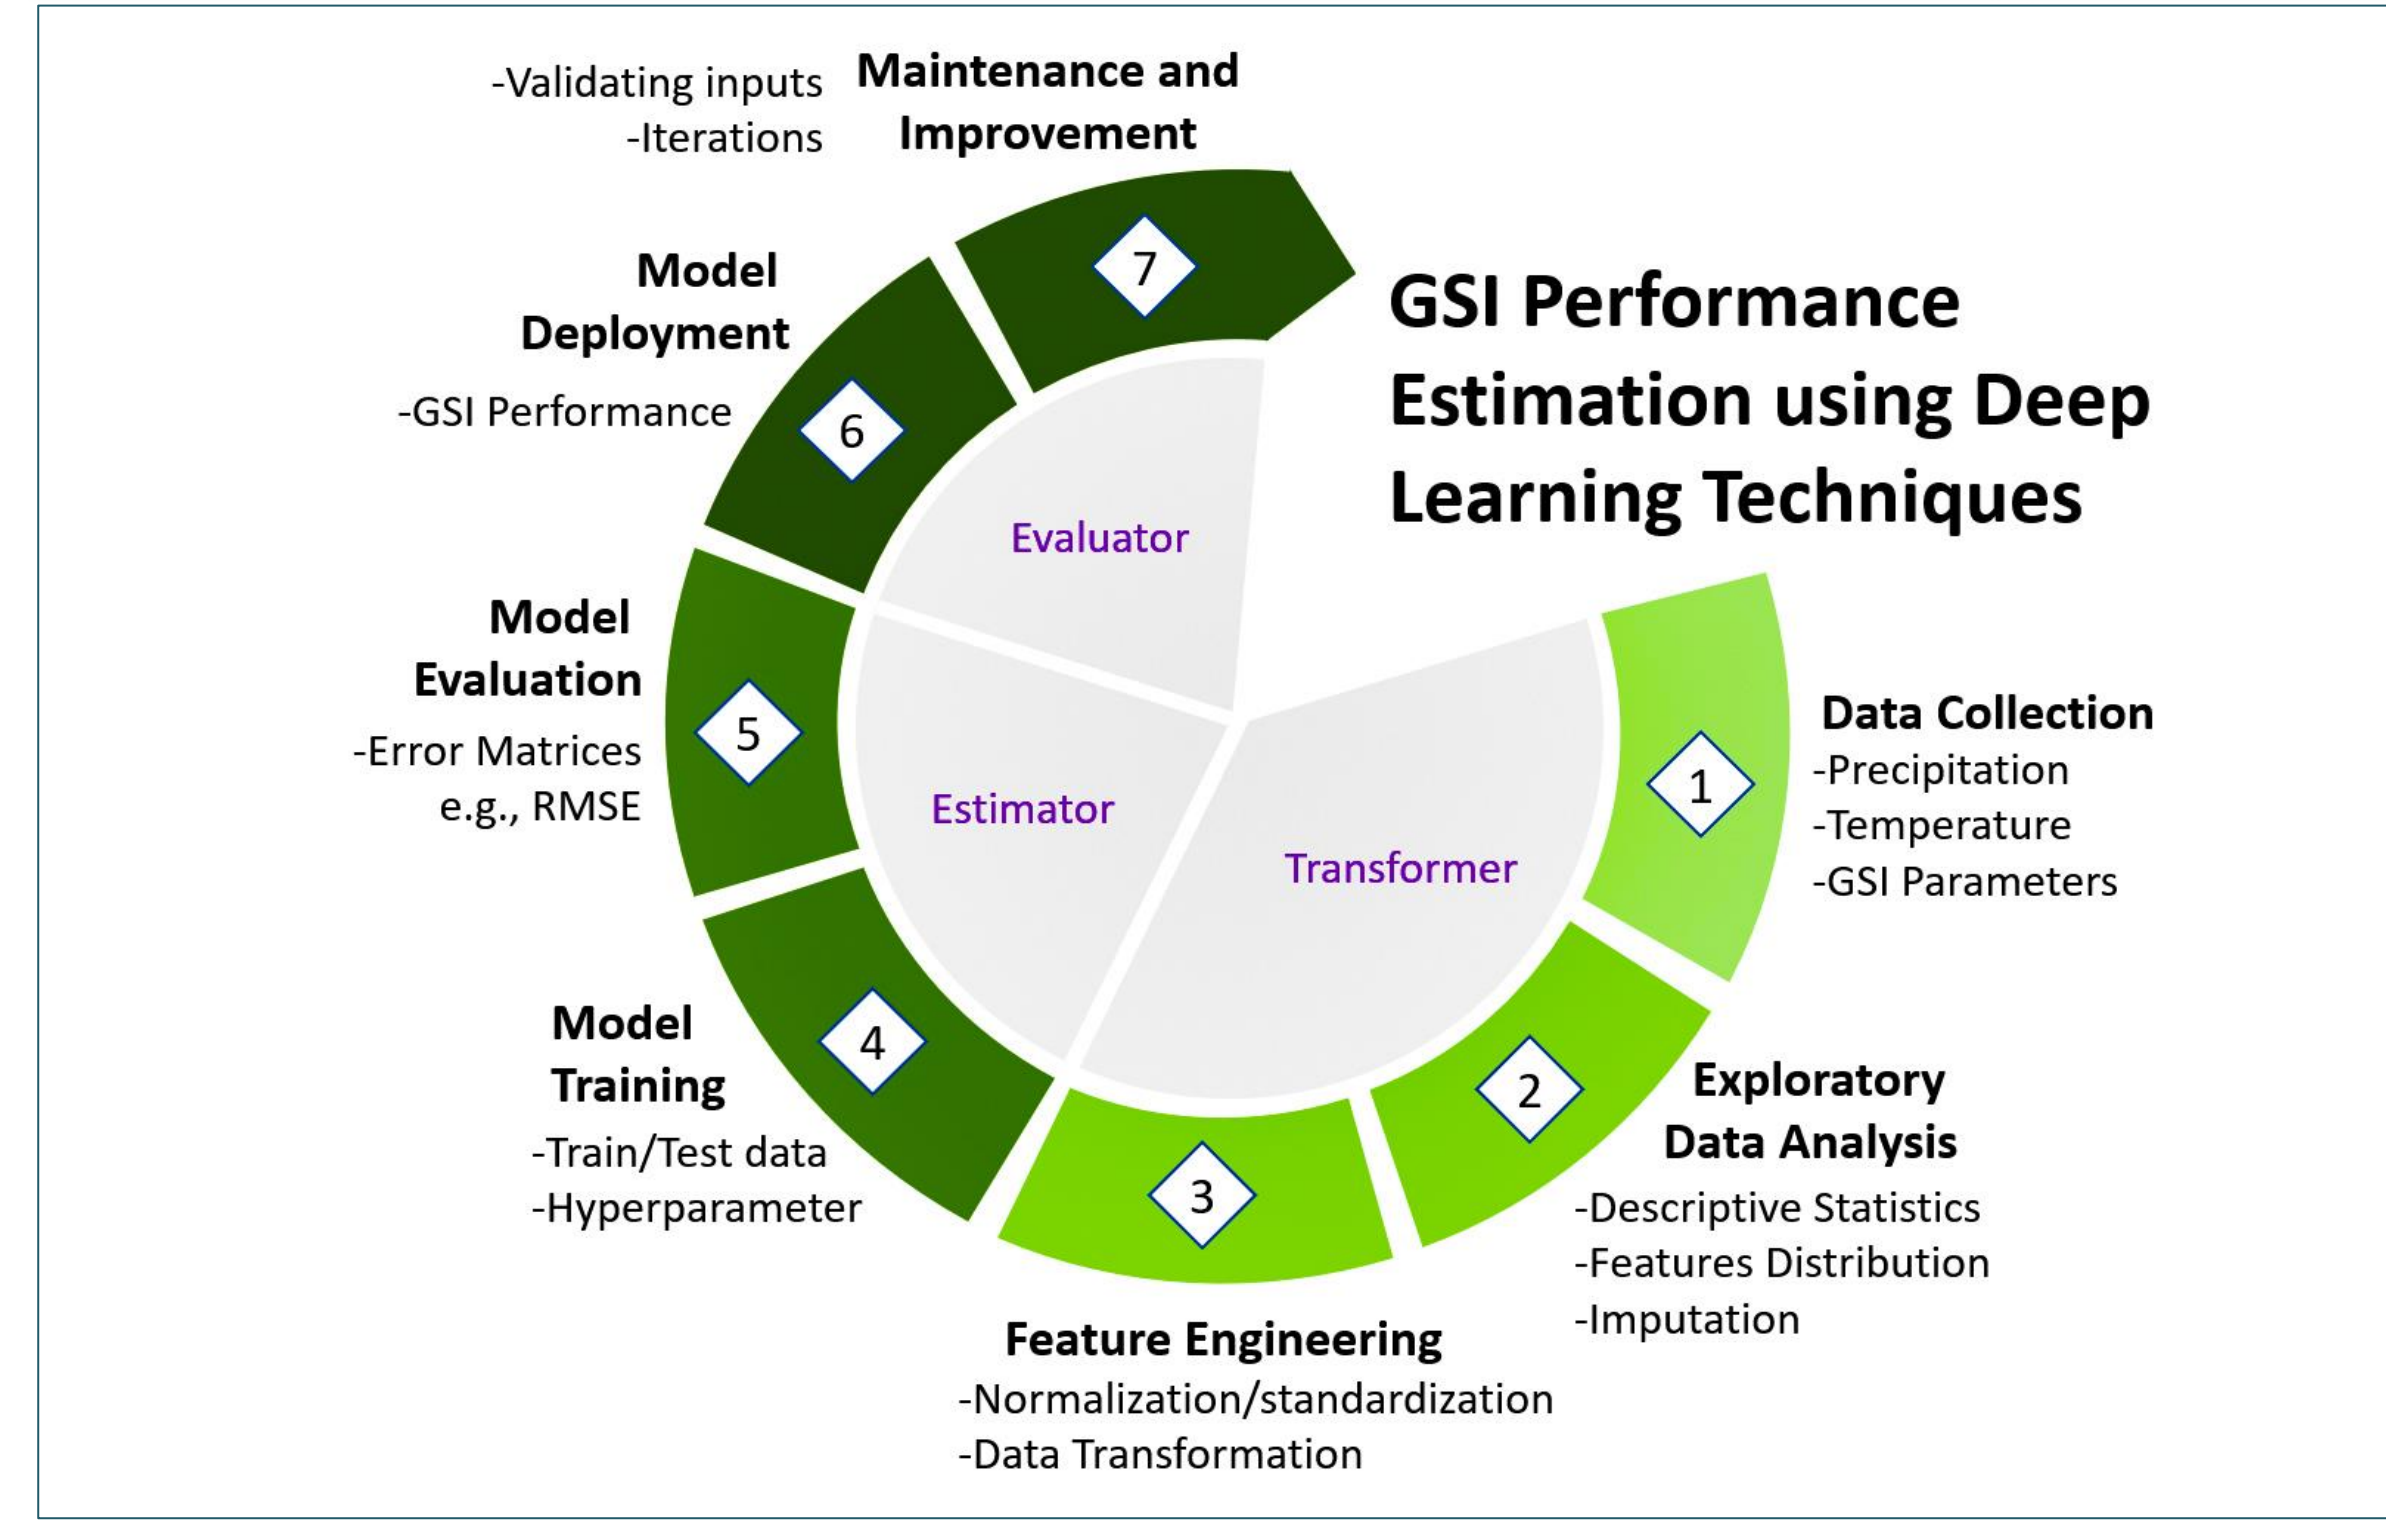 GSI Performance
Estimation using Deep
Learning Techniques
1
Data Collection
-Precipitation
-Temperature
-GSI Parameters
2
Exploratory
Data Analysis
-Descriptive Statistics
-Features Distribution
-Imputation
3
Feature Engineering
-Normalization/standardization
-Data Transformation
4
Model
Training
-Train/Test data
-Hyperparameter
5
Model
Evaluation
-Error Matrices
e.g., RMSE
6
Model
Deployment
-GSI Performance
7
Maintenance and
Improvement
-Validating inputs
-Iterations
Transformer
Estimator
Evaluator